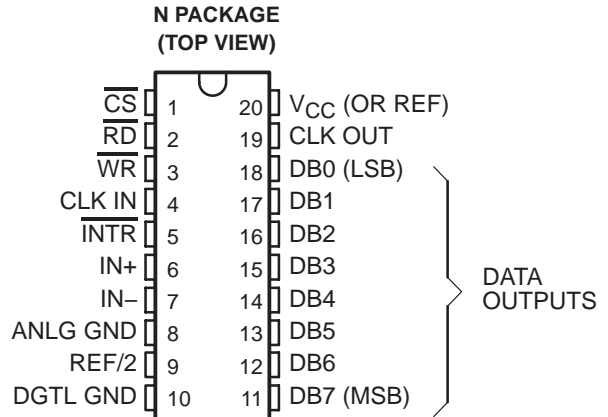 N PACKAGE
(TOP VIEW)
CS 1 20 VCC (OR REF)
RD 2 19 CLK OUT
WR 3 18 DB0 (LSB)
CLK IN 4 17 DB1
INTR 5 16 DB2
IN+ 6 15 DB3
IN– 7 14 DB4
ANLG GND 8 13 DB5
REF/2 9 12 DB6
DGTL GND 10 11 DB7 (MSB)
DATA
OUTPUTS